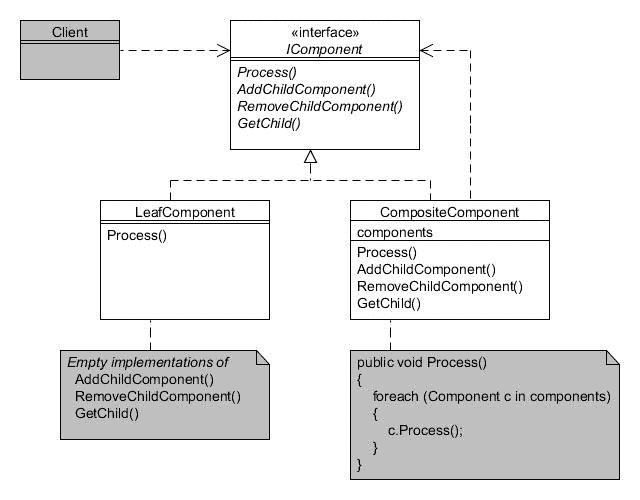 Client
«interface»
IComponent
Process()
AddChildComponent()
RemoveChildComponent()
GetChild()
LeafComponent
Process()
CompositeComponent
components
Process()
AddChildComponent()
RemoveChildComponent()
GetChild()
Empty implementations of
AddChildComponent()
RemoveChildComponent()
GetChild()
public void Process()
{
foreach (Component c in components)
{
c.Process();
}
}